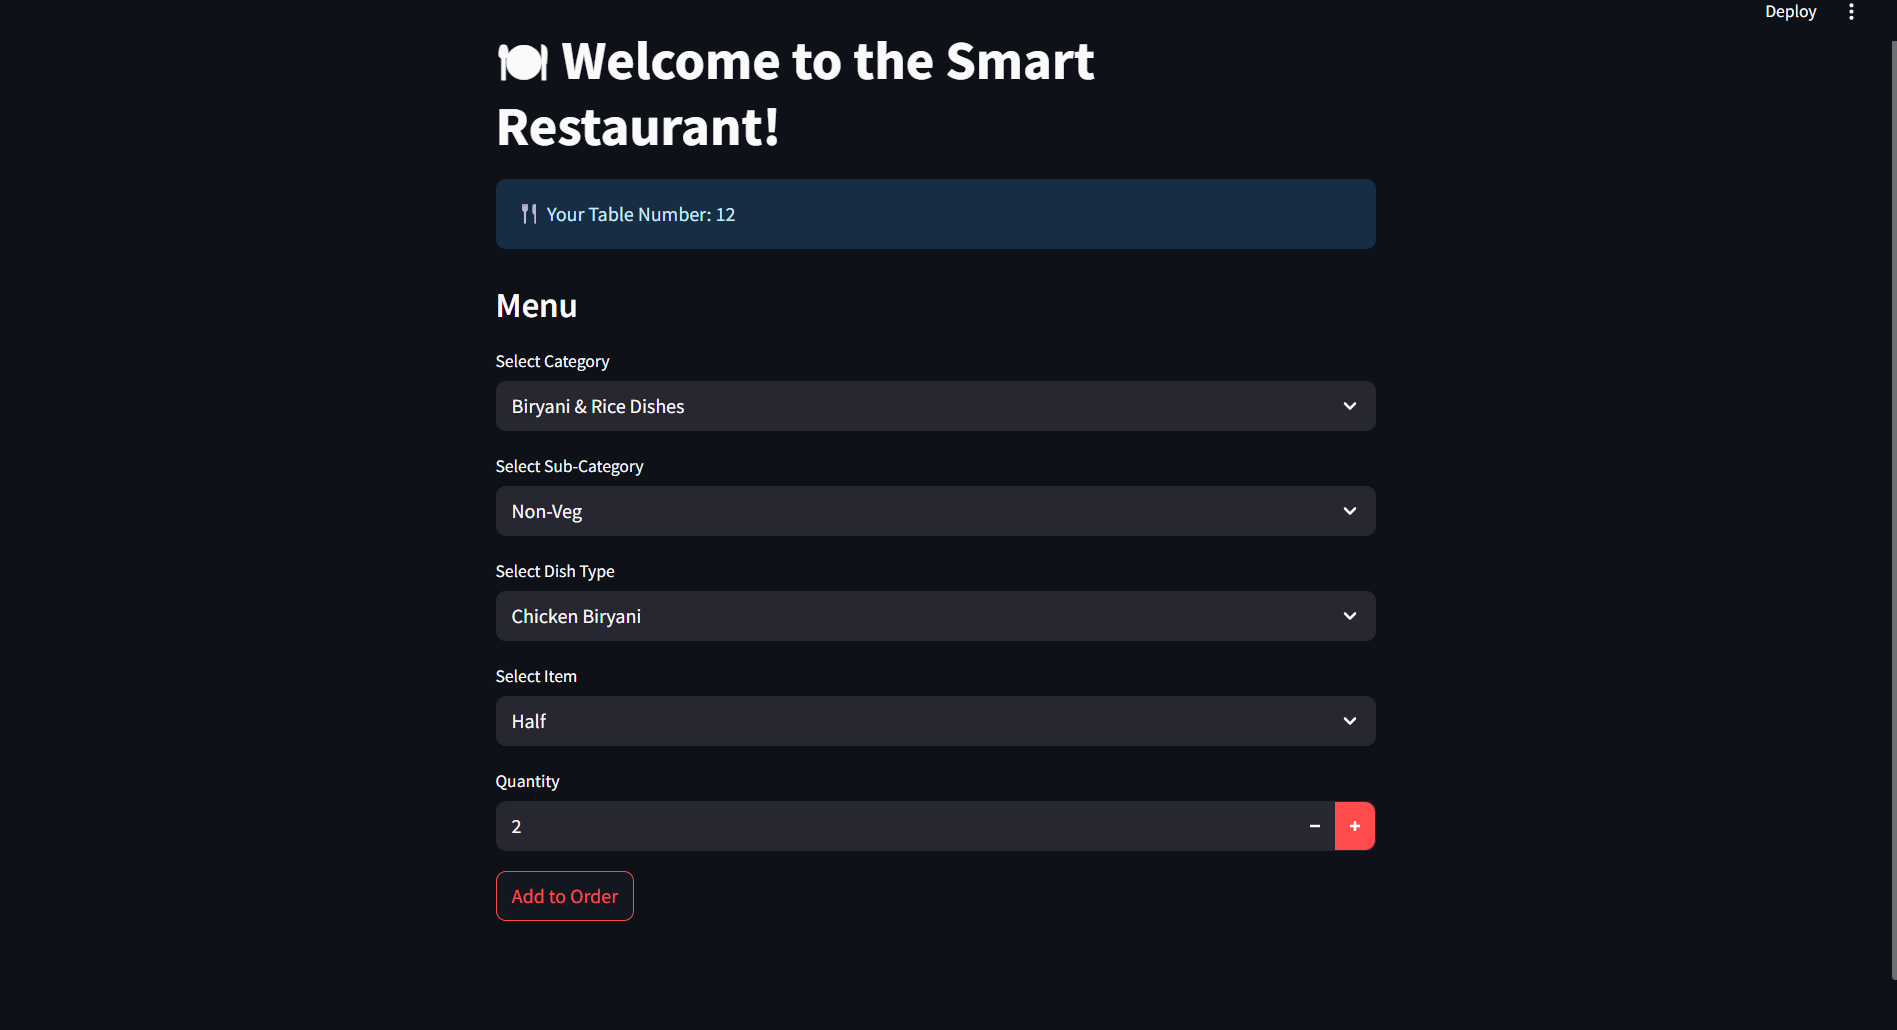 Deploy
🍽️ Welcome to the Smart
Restaurant!
🍴 Your Table Number: 12
Menu
Select Category
Biryani & Rice Dishes
Select Sub-Category
Non-Veg
Select Dish Type
Chicken Biryani
Select Item
Half
Quantity
2
Add to Order